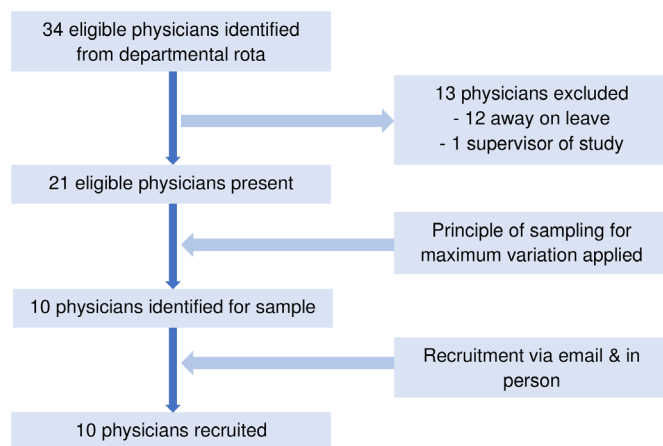 34 eligible physicians identified
from departmental rota
13 physicians excluded
- 12 away on leave
- 1 supervisor of study
21 eligible physicians present
Principle of sampling for
maximum variation applied
10 physicians identified for sample
Recruitment via email & in
person
10 physicians recruited